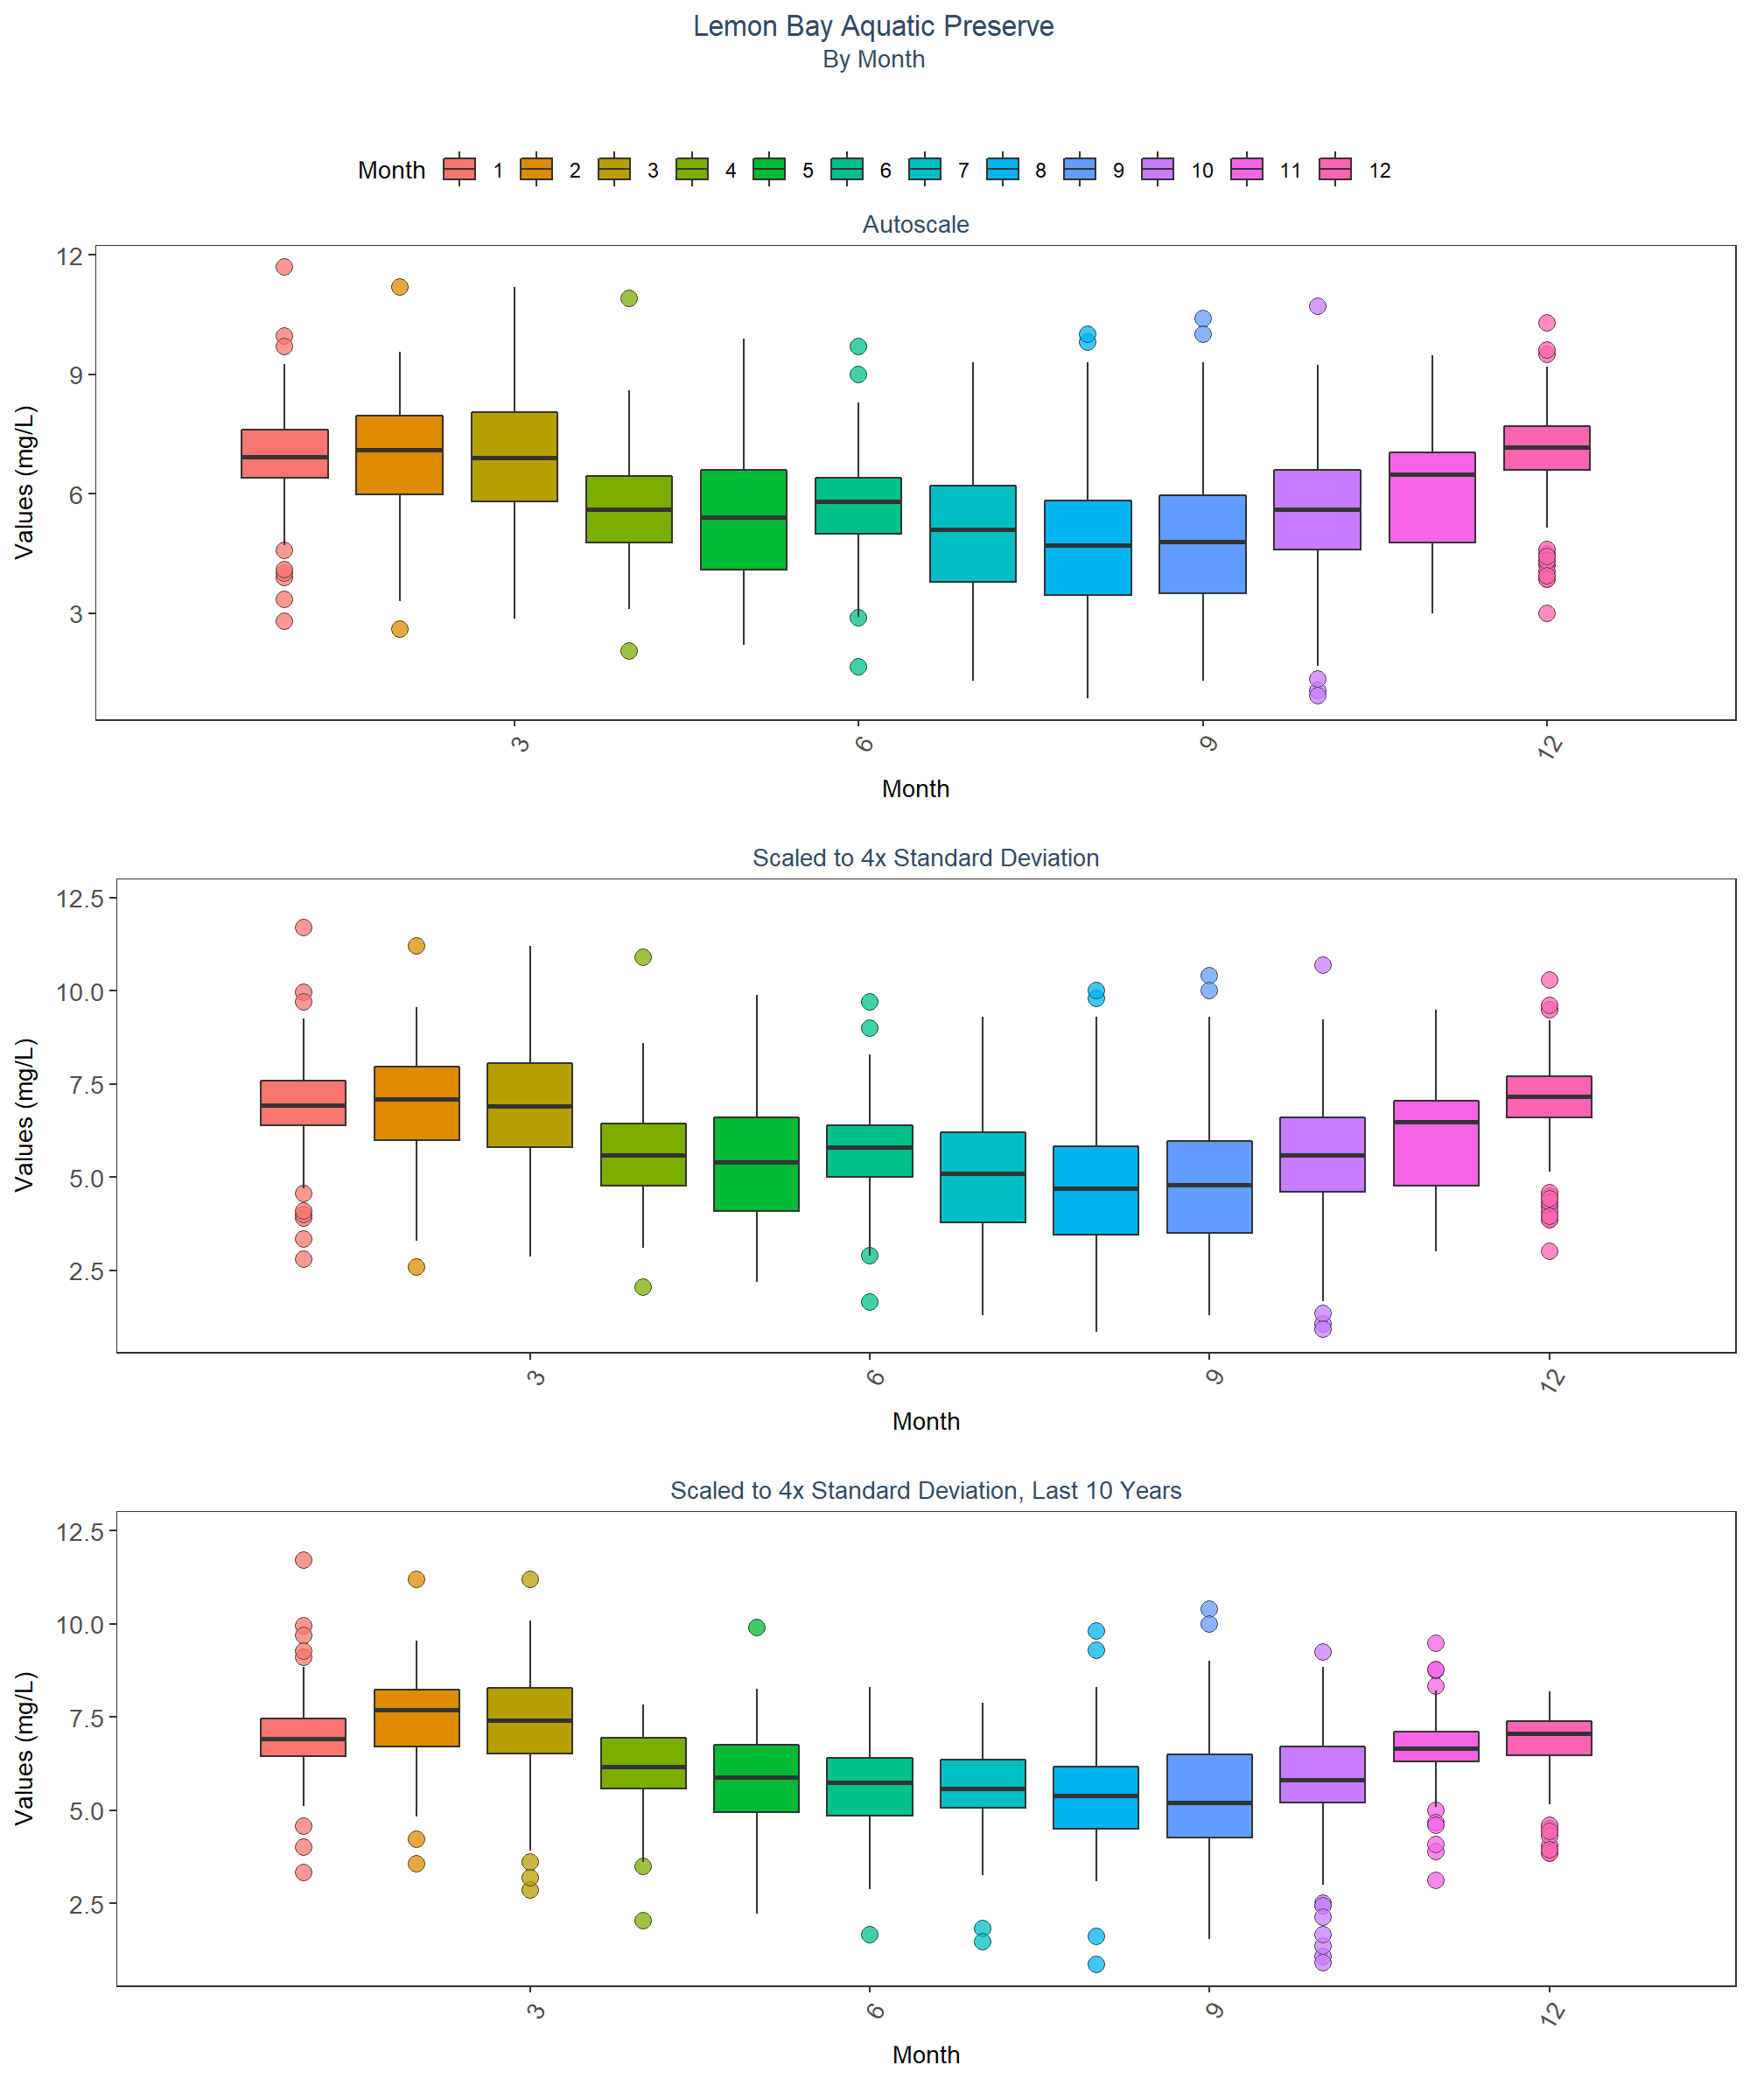 Lemon Bay Aquatic Preserve
By Month
Month 1 2 3 4 5 6 7 8 9 10 11 12
Autoscale
12
9
6
3
Values (mg/L)
3 6 9 12
Month
Scaled to 4x Standard Deviation
12.5
10.0
7.5
5.0
2.5
Values (mg/L)
3 6 9 12
Month
Scaled to 4x Standard Deviation, Last 10 Years
12.5
10.0
7.5
5.0
2.5
Values (mg/L)
3 6 9 12
Month